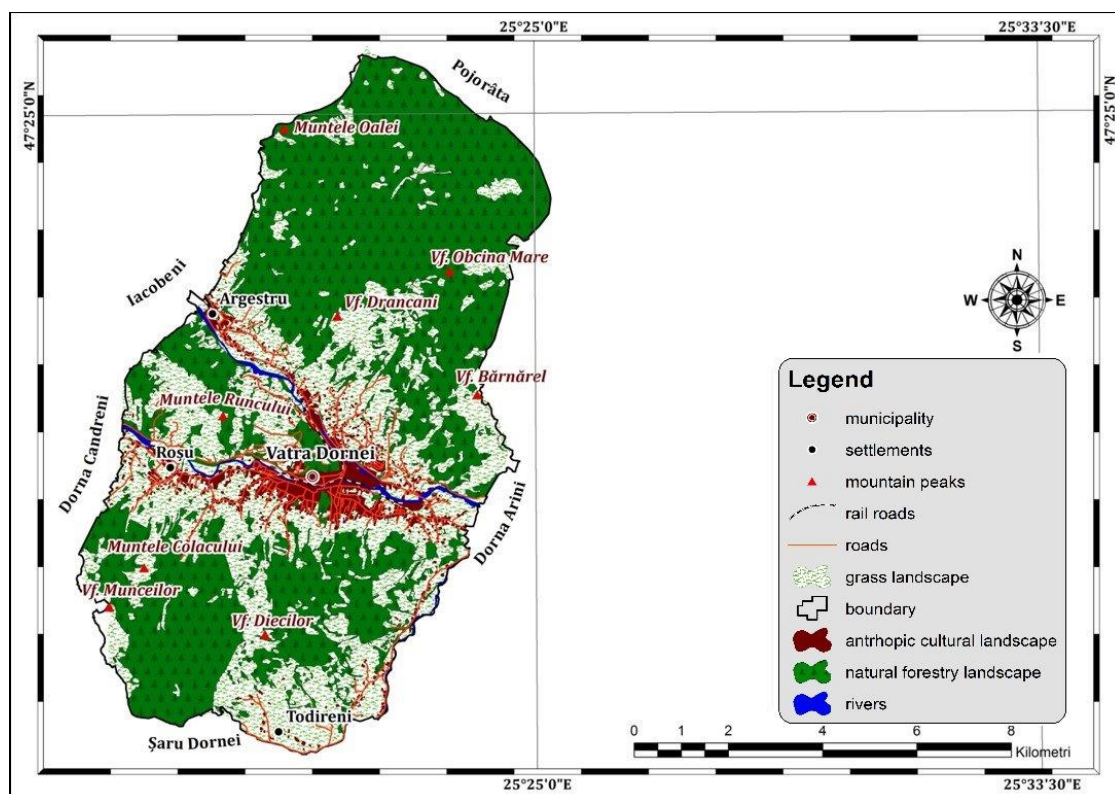 25°25'0"E
25°33'30"E
47°25'0"N
47°25'0"N
Pojorâta
Muntele Oalei
Vf. Obcina Mare
Iacobeni
Argestru
Vf. Drancani
N
W
E
S
Vf. Bărnărel
Muntele Runcului
Dorna Candreni
Roșu
Vatra Dornei
Dorna Arini
Muntele Colacului
Vf. Munceilor
Vf. Diecilor
Todireni
Șaru Dornei
Legend
municipality
settlements
mountain peaks
rail roads
roads
grass landscape
boundary
antrhopic cultural landscape
natural forestry landscape
rivers
0 1 2 4 6 8
Kilometri
25°25'0"E
25°33'30"E